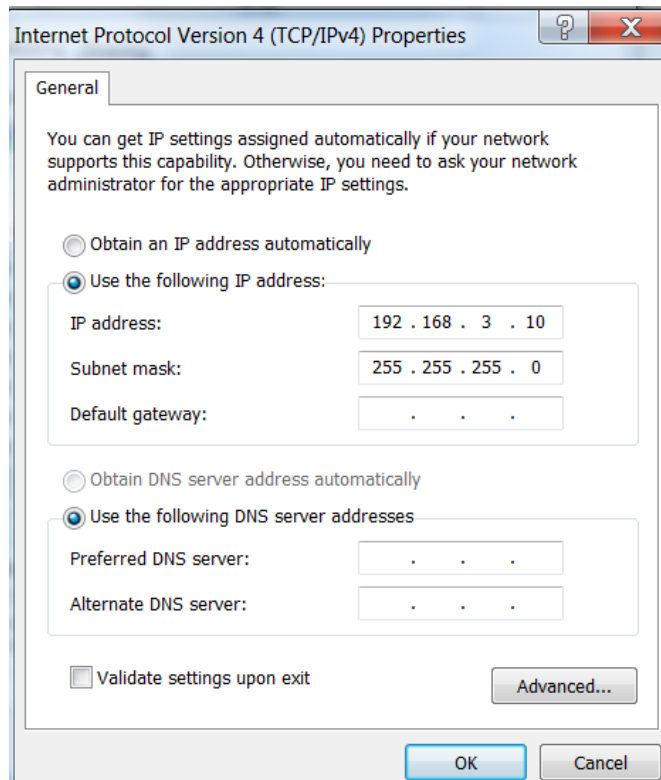 Internet Protocol Version 4 (TCP/IPv4) Properties
General
You can get IP settings assigned automatically if your network
supports this capability. Otherwise, you need to ask your network
administrator for the appropriate IP settings.
Obtain an IP address automatically
Use the following IP address:
IP address: 192 . 168 . 3 . 10
Subnet mask: 255 . 255 . 255 . 0
Default gateway: . . .
Obtain DNS server address automatically
Use the following DNS server addresses
Preferred DNS server: . . .
Alternate DNS server: . . .
Validate settings upon exit
Advanced...
OK Cancel